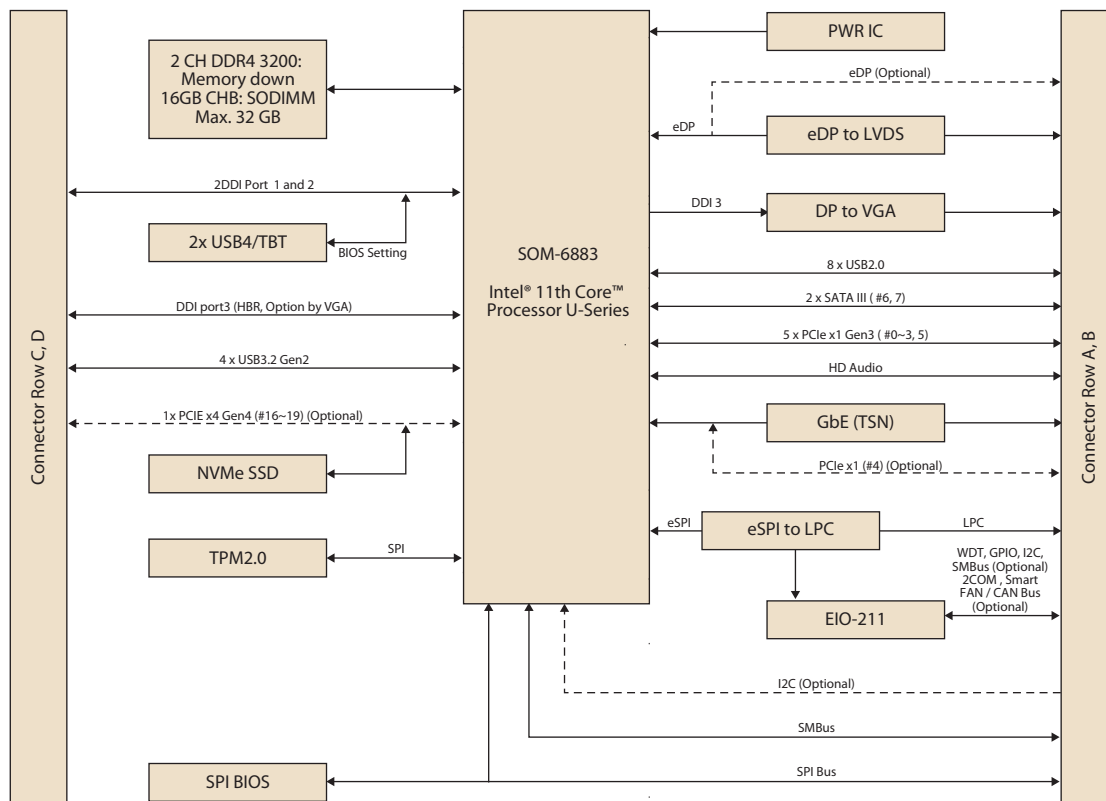 Connector Row C, D
2 CH DDR4 3200:
Memory down
16GB CHB: SODIMM
Max. 32 GB
2DDI Port 1 and 2
2x USB4/TBT
BIOS Setting
DDI port3 (HBR, Option by VGA)
4 x USB3.2 Gen2
1x PCIE x4 Gen4 (#16~19) (Optional)
NVMe SSD
TPM2.0
SPI
SPI BIOS
SOM-6883
Intel® 11th Core™
Processor U-Series
PWR IC
eDP (Optional)
eDP
eDP to LVDS
DDI 3
DP to VGA
8 x USB2.0
2 x SATA III ( #6, 7)
5 x PCIe x1 Gen3 ( #0~3, 5)
HD Audio
GbE (TSN)
PCIe x1 (#4) (Optional)
eSPI
eSPI to LPC
LPC
WDT, GPIO, I2C,
SMBus (Optional)
2COM , Smart
FAN / CAN Bus
(Optional)
EIO-211
I2C (Optional)
SMBus
SPI Bus
Connector Row A, B